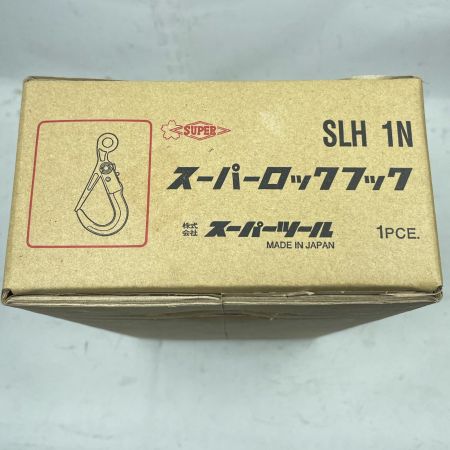 SUPER
SLH 1N
スーパーロックフック
株式会社 スーパーツール
MADE IN JAPAN
1PCE.